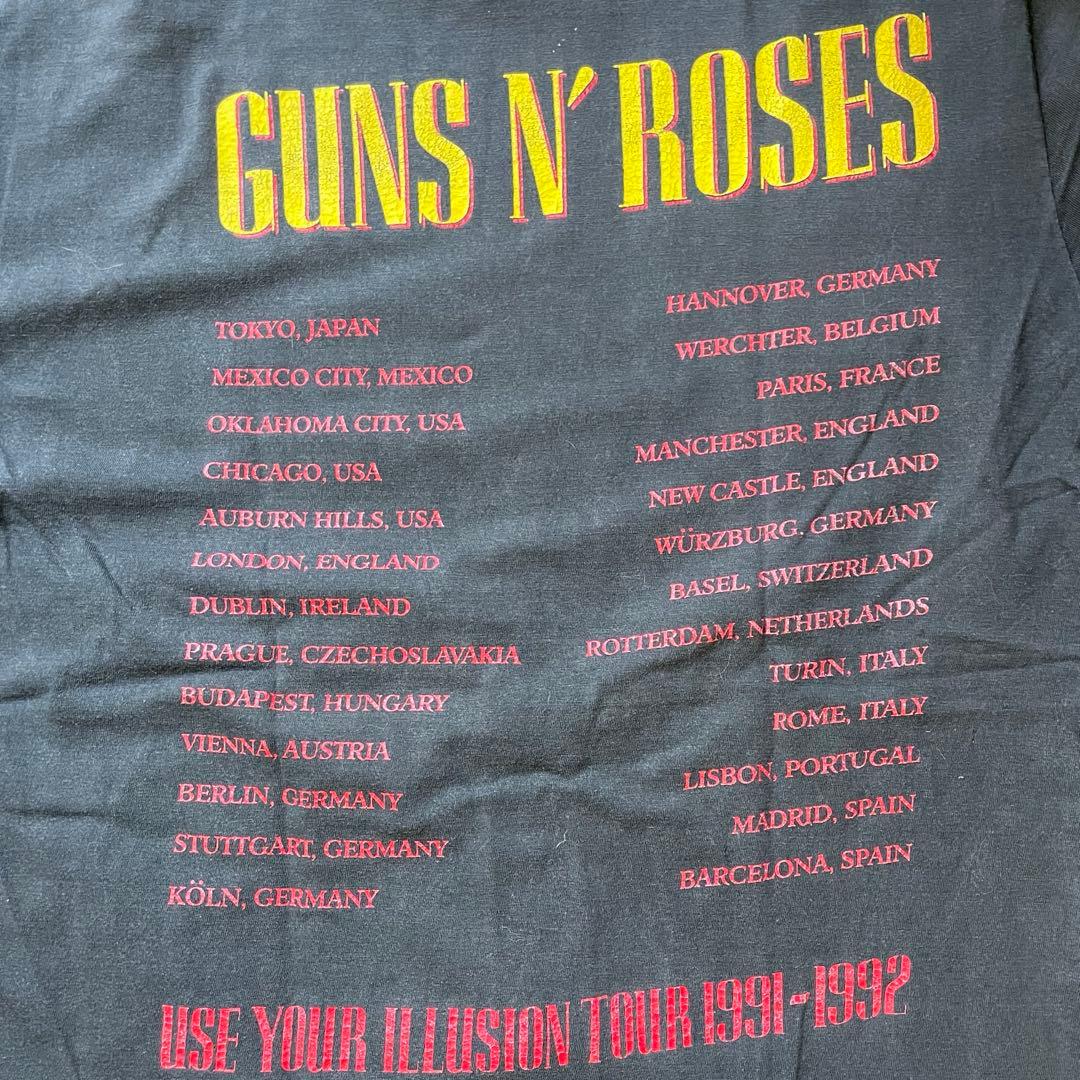 GUNS N' ROSES
TOKYO, JAPAN
MEXICO CITY, MEXICO
OKLAHOMA CITY, USA
CHICAGO, USA
AUBURN HILLS, USA
LONDON, ENGLAND
DUBLIN, IRELAND
PRAGUE, CZECHOSLAVAKIA
BUDAPEST, HUNGARY
VIENNA, AUSTRIA
BERLIN, GERMANY
STUTTGART, GERMANY
KÖLN, GERMANY
HANNOVER, GERMANY
WERCHTER, BELGIUM
PARIS, FRANCE
MANCHESTER, ENGLAND
NEW CASTLE, ENGLAND
WÜRZBURG, GERMANY
BASEL, SWITZERLAND
ROTTERDAM, NETHERLANDS
TURIN, ITALY
ROME, ITALY
LISBON, PORTUGAL
MADRID, SPAIN
BARCELONA, SPAIN
USE YOUR ILLUSION TOUR 1991-1992